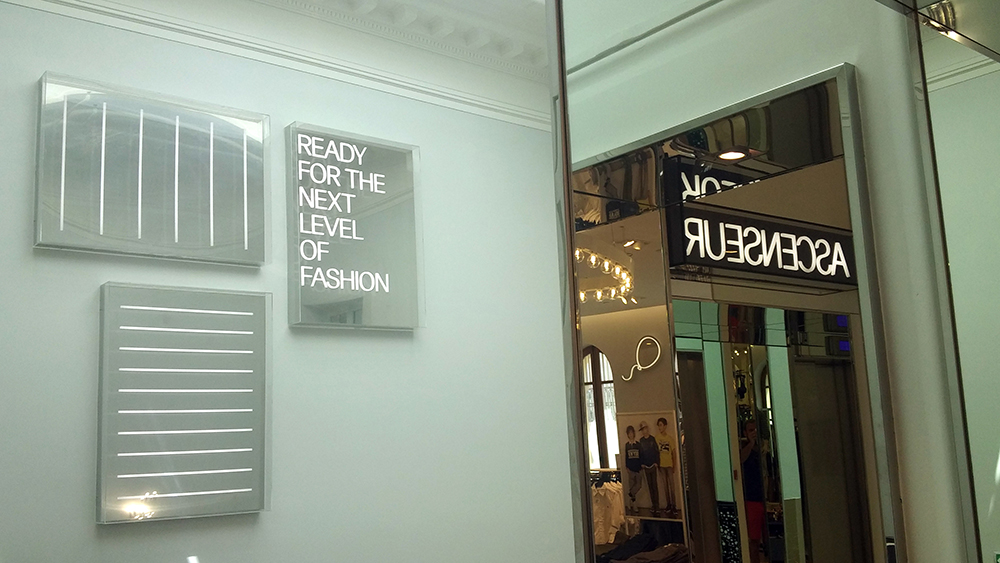 READY
FOR THE
NEXT
LEVEL
OF
FASHION
ASCENSEUR